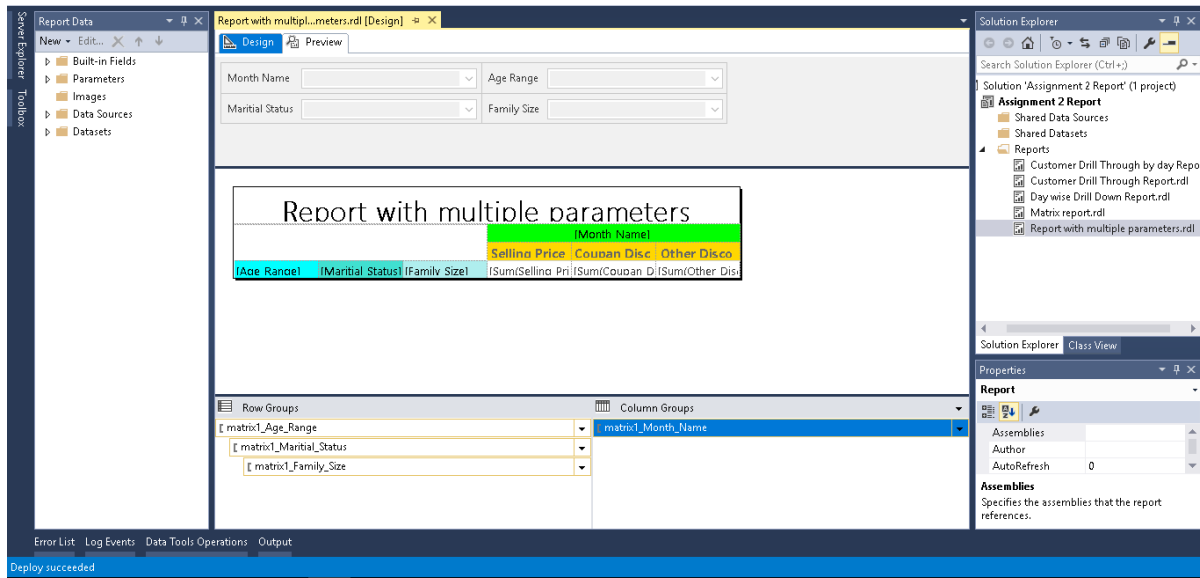 Server Explorer
Toolbox
Report Data
New Edit...
Built-in Fields
Parameters
Images
Data Sources
Datasets
Report with multipl...meters.rdl [Design]
Design Preview
Month Name
Age Range
Maritial Status
Family Size
Report with multiple parameters
[Month Name]
Selling Price Coupan Disc Other Disco
[Age Range] [Maritial Status] [Family Size] [Sum(Selling Pri [Sum(Coupan D [Sum(Other Dis
Row Groups
[ matrix1_Age_Range
[ matrix1_Maritial_Status
[ matrix1_Family_Size
Column Groups
[ matrix1_Month_Name
Solution Explorer
Search Solution Explorer (Ctrl+;)
Solution 'Assignment 2 Report' (1 project)
Assignment 2 Report
Shared Data Sources
Shared Datasets
Reports
Customer Drill Through by day Repo
Customer Drill Through Report.rdl
Day wise Drill Down Report.rdl
Matrix report.rdl
Report with multiple parameters.rdl
Solution Explorer Class View
Properties
Report
Assemblies
Author
AutoRefresh 0
Assemblies
Specifies the assemblies that the report
references.
Error List Log Events Data Tools Operations Output
Deploy succeeded